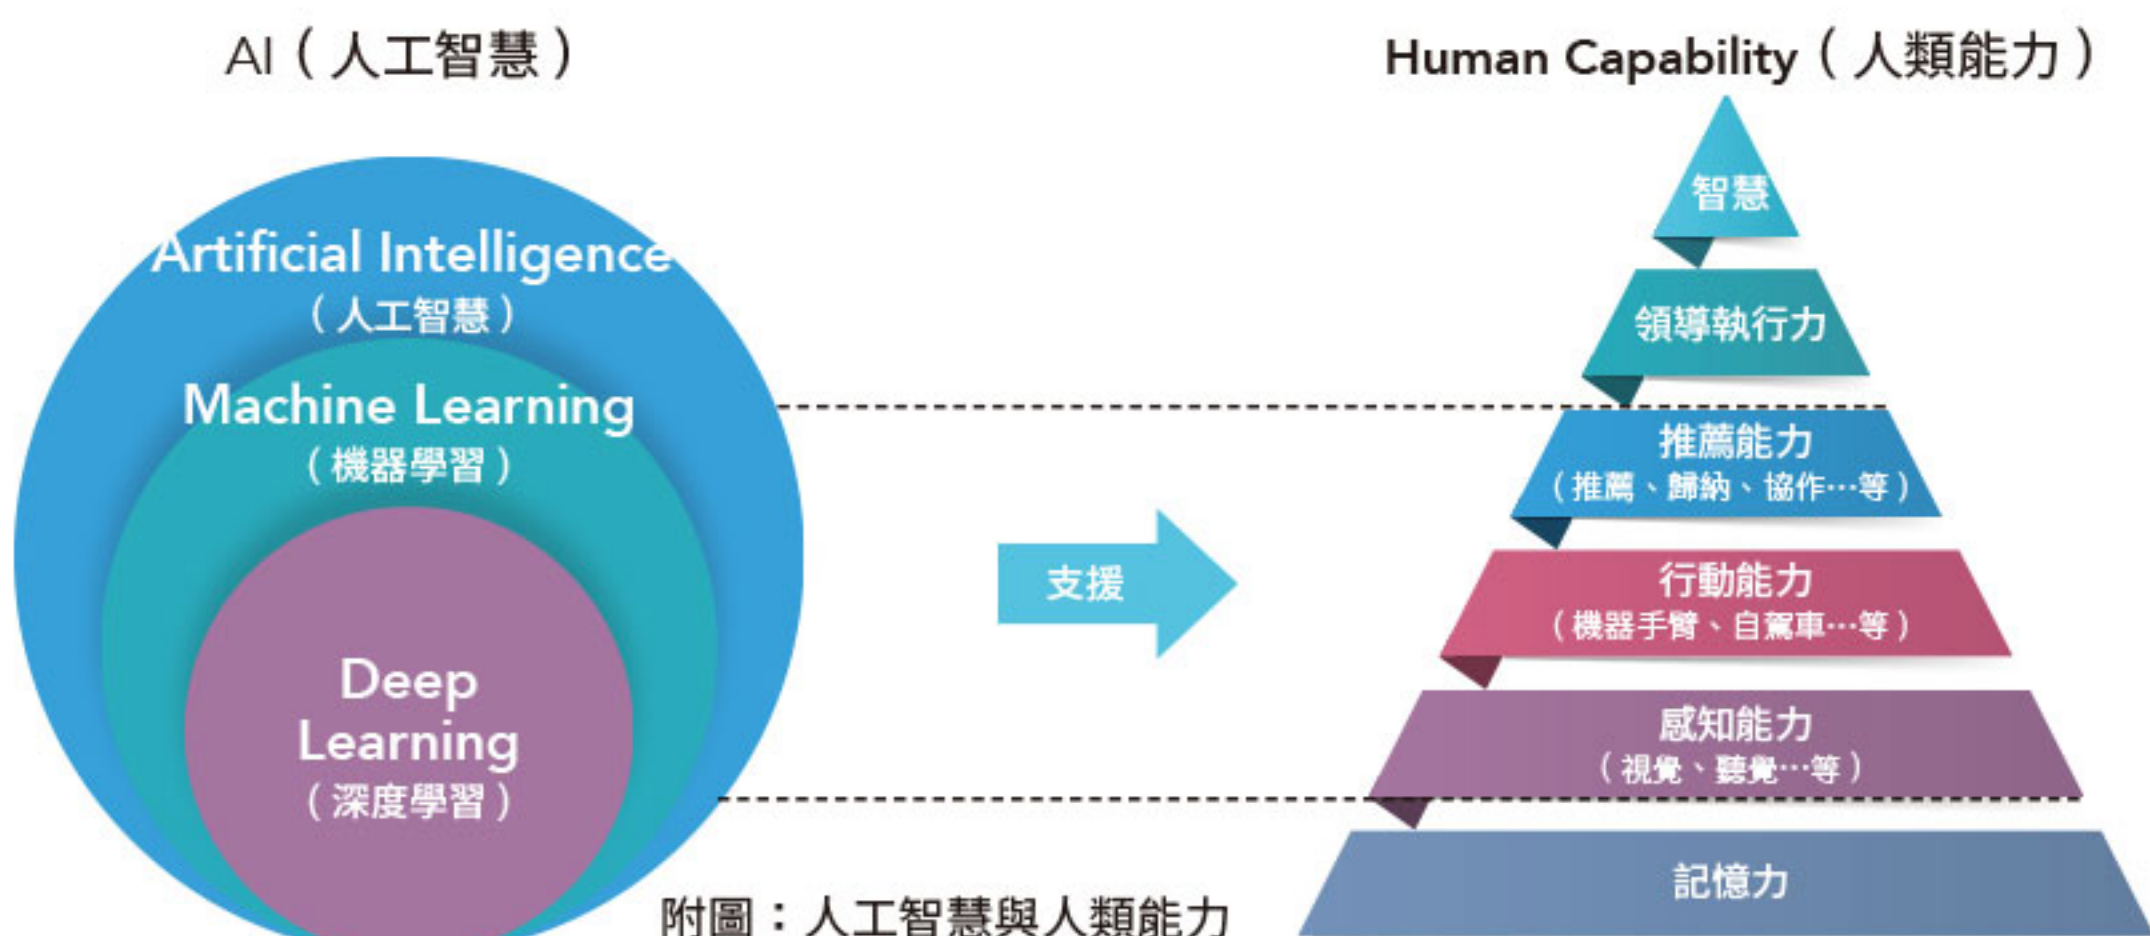 AI（人工智慧）
Artificial Intelligence
（人工智慧）
Machine Learning
（機器學習）
Deep
Learning
（深度學習）
支援
Human Capability（人類能力）
智慧
領導執行力
推薦能力
（推薦、歸納、協作…等）
行動能力
（機器手臂、自駕車…等）
感知能力
（視覺、聽覺…等）
記憶力
附圖：人工智慧與人類能力